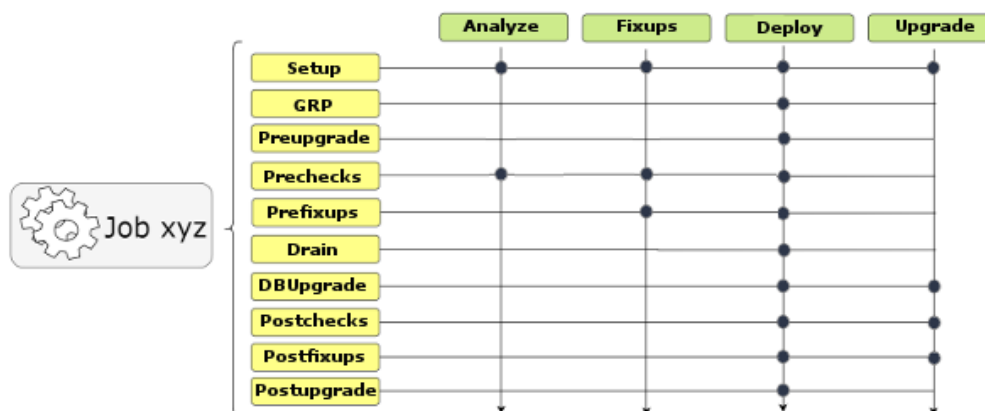 Analyze Fixups Deploy Upgrade
Setup
GRP
Preupgrade
Prechecks
Prefixups
Job xyz
Drain
DBUpgrade
Postchecks
Postfixups
Postupgrade